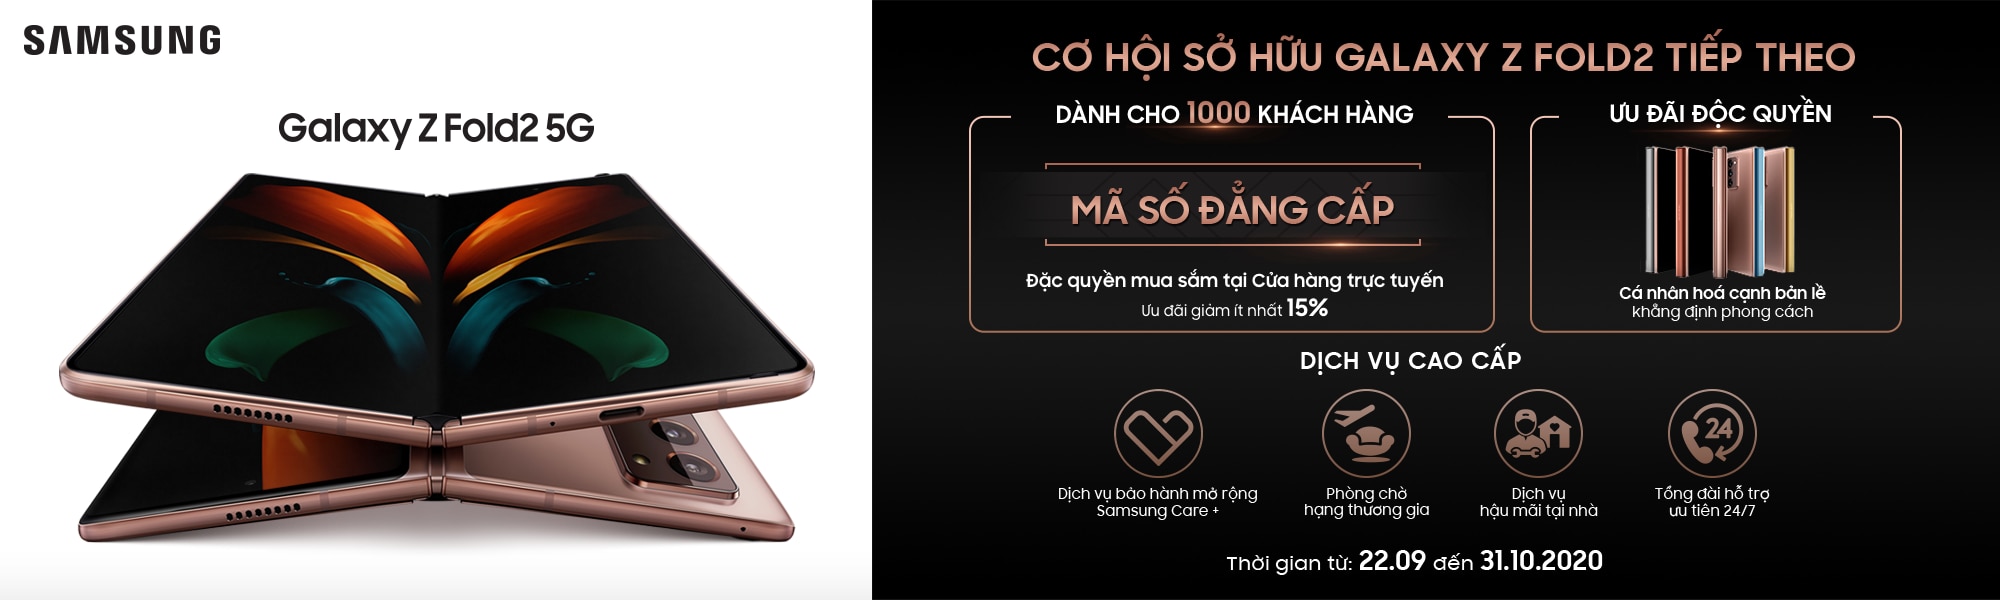 SAMSUNG
Galaxy Z Fold2 5G
CƠ HỘI SỞ HỮU GALAXY Z FOLD2 TIẾP THEO
DÀNH CHO 1000 KHÁCH HÀNG
MÃ SỐ ĐẲNG CẤP
Đặc quyền mua sắm tại Cửa hàng trực tuyến
Ưu đãi giảm ít nhất 15%
ƯU ĐÃI ĐỘC QUYỀN
Cá nhân hoá cạnh bản lề
khẳng định phong cách
DỊCH VỤ CAO CẤP
Dịch vụ bảo hành mở rộng
Samsung Care +
Phòng chờ
hạng thương gia
Dịch vụ
hậu mãi tại nhà
24
Tổng đài hỗ trợ
ưu tiên 24/7
Thời gian từ: 22.09 đến 31.10.2020